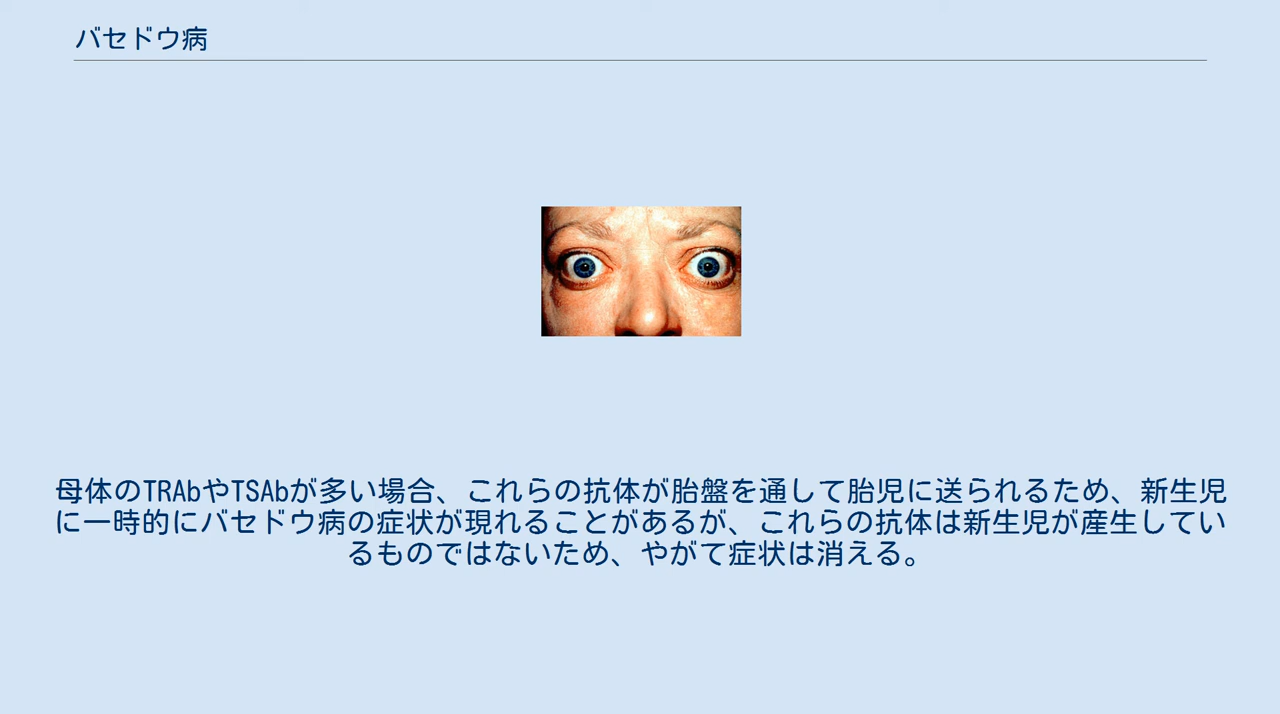 バセドウ病
母体のTRAbやTSAbが多い場合、これらの抗体が胎盤を通して胎児に送られるため、新生児
に一時的にバセドウ病の症状が現れることがあるが、これらの抗体は新生児が産生してい
るものではないため、やがて症状は消える。